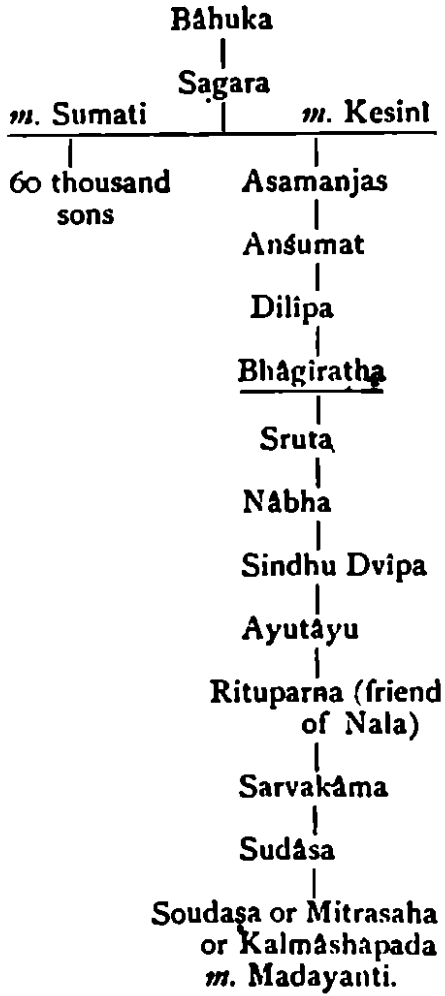 Bâhuka
Sagara
m. Sumati m. Kesinî
60 thousand Asamanjas
sons
Anśumat
Dilîpa
Bhâgiratha
Sruta
Nâbha
Sindhu Dvîpa
Ayutâyu
Rituparna (friend
of Nala)
Sarvakâma
Sudâsa
Soudasa or Mitrasaha
or Kalmâshapada
m. Madayanti.